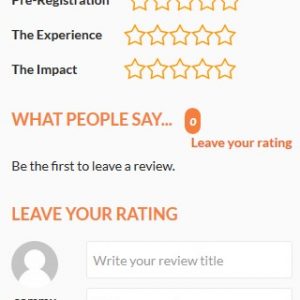 Pre-Registration
The Experience
The Impact
WHAT PEOPLE SAY... 0
Leave your rating
Be the first to leave a review.
LEAVE YOUR RATING
Write your review title